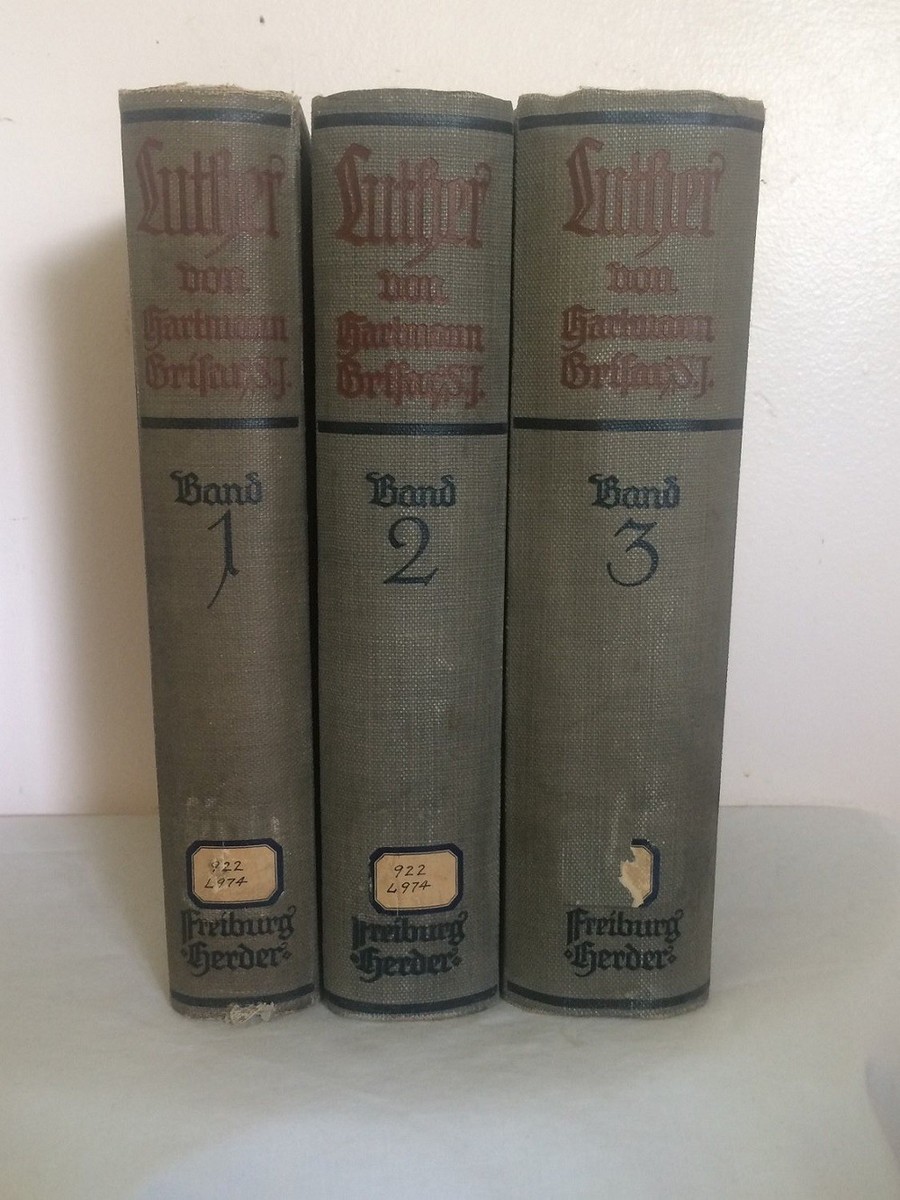 Luther
von
Hartmann
Grisar, S.J.
Band
1
922
L974
Freiburg
Herder
Luther
von
Hartmann
Grisar, S.J.
Band
2
922
L974
Freiburg
Herder
Luther
von
Hartmann
Grisar, S.J.
Band
3
Freiburg
Herder